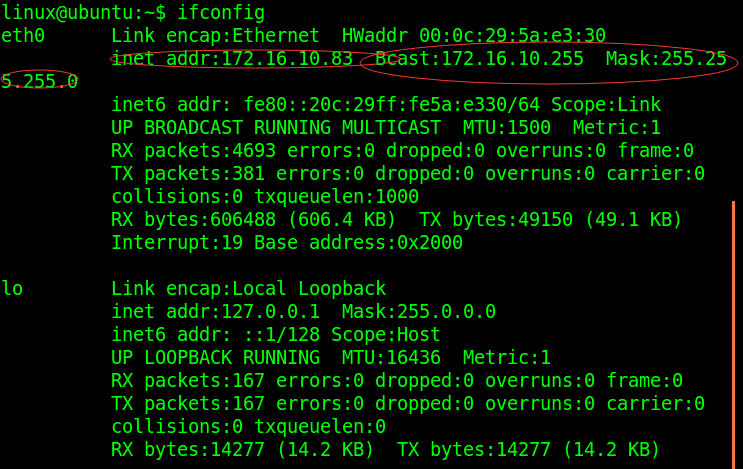 linux@ubuntu:~$ ifconfig
eth0      Link encap:Ethernet  HWaddr 00:0c:29:5a:e3:30
          inet addr:172.16.10.83  Bcast:172.16.10.255  Mask:255.25
5.255.0
          inet6 addr: fe80::20c:29ff:fe5a:e330/64 Scope:Link
          UP BROADCAST RUNNING MULTICAST  MTU:1500  Metric:1
          RX packets:4693 errors:0 dropped:0 overruns:0 frame:0
          TX packets:381 errors:0 dropped:0 overruns:0 carrier:0
          collisions:0 txqueuelen:1000
          RX bytes:606488 (606.4 KB)  TX bytes:49150 (49.1 KB)
          Interrupt:19 Base address:0x2000

lo        Link encap:Local Loopback
          inet addr:127.0.0.1  Mask:255.0.0.0
          inet6 addr: ::1/128 Scope:Host
          UP LOOPBACK RUNNING  MTU:16436  Metric:1
          RX packets:167 errors:0 dropped:0 overruns:0 frame:0
          TX packets:167 errors:0 dropped:0 overruns:0 carrier:0
          collisions:0 txqueuelen:0
          RX bytes:14277 (14.2 KB)  TX bytes:14277 (14.2 KB)